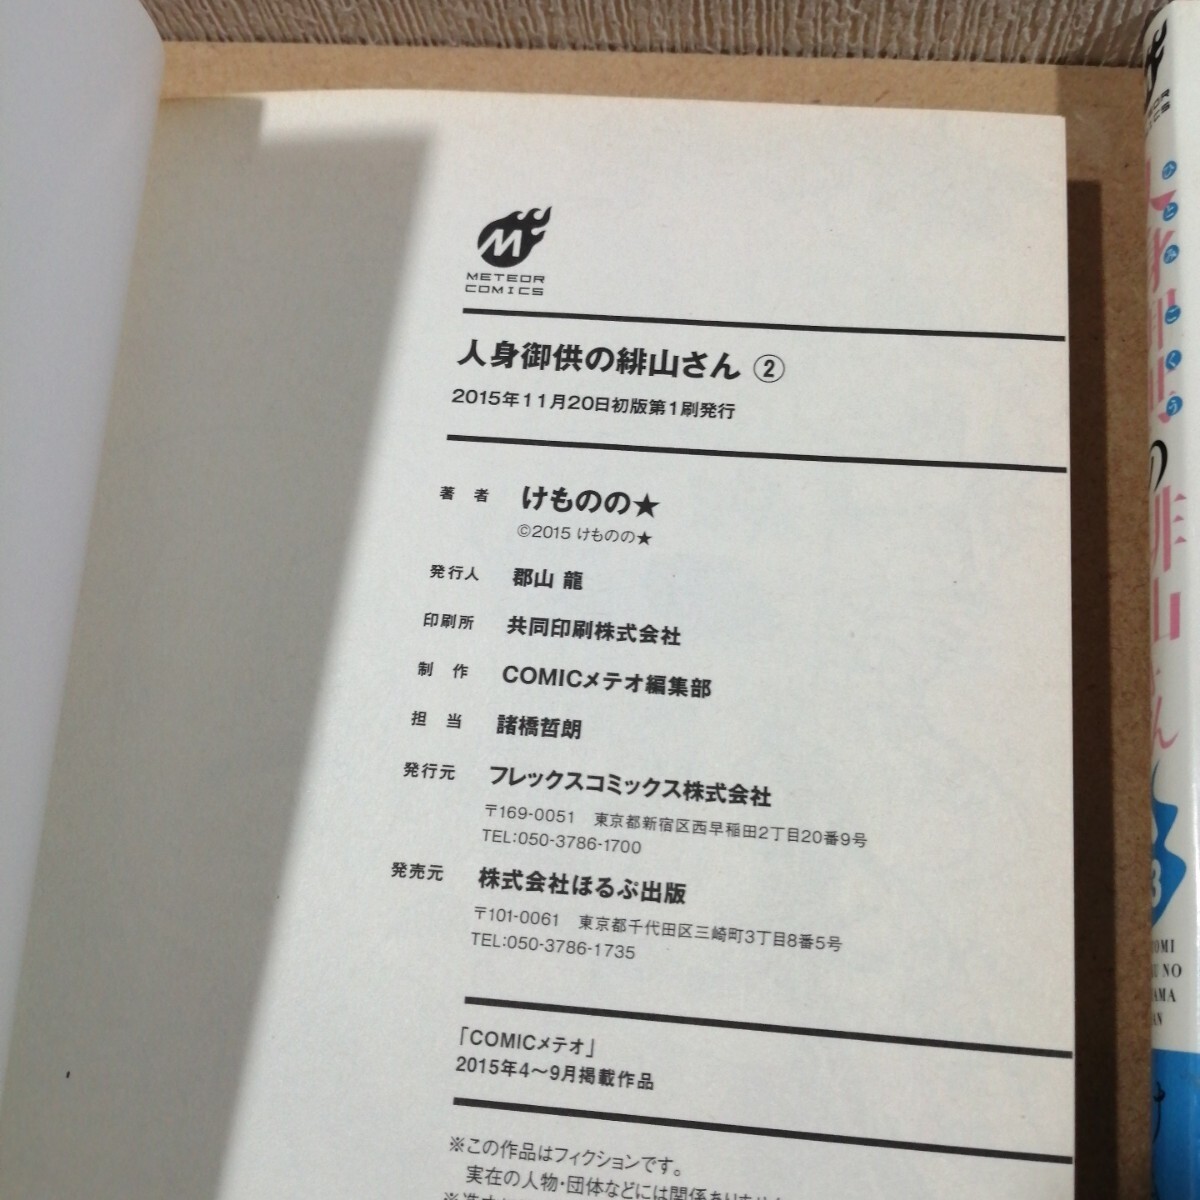 METEOR
COMICS
人身御供の緋山さん ②
2015年11月20日初版第1刷発行
著 者 けものの★
©2015 けものの★
発行人 郡山 龍
印刷所 共同印刷株式会社
制 作 COMICメテオ編集部
担 当 諸橋哲朗
発行元 フレックスコミックス株式会社
〒169-0051 東京都新宿区西早稲田2丁目20番9号
TEL:050-3786-1700
発売元 株式会社ほるぷ出版
〒101-0061 東京都千代田区三崎町3丁目8番5号
TEL:050-3786-1735
「COMICメテオ」
2015年4～9月掲載作品
※この作品はフィクションです。
実在の人物・団体などには関係ありません
ひとみごくう
の緋山さん
3